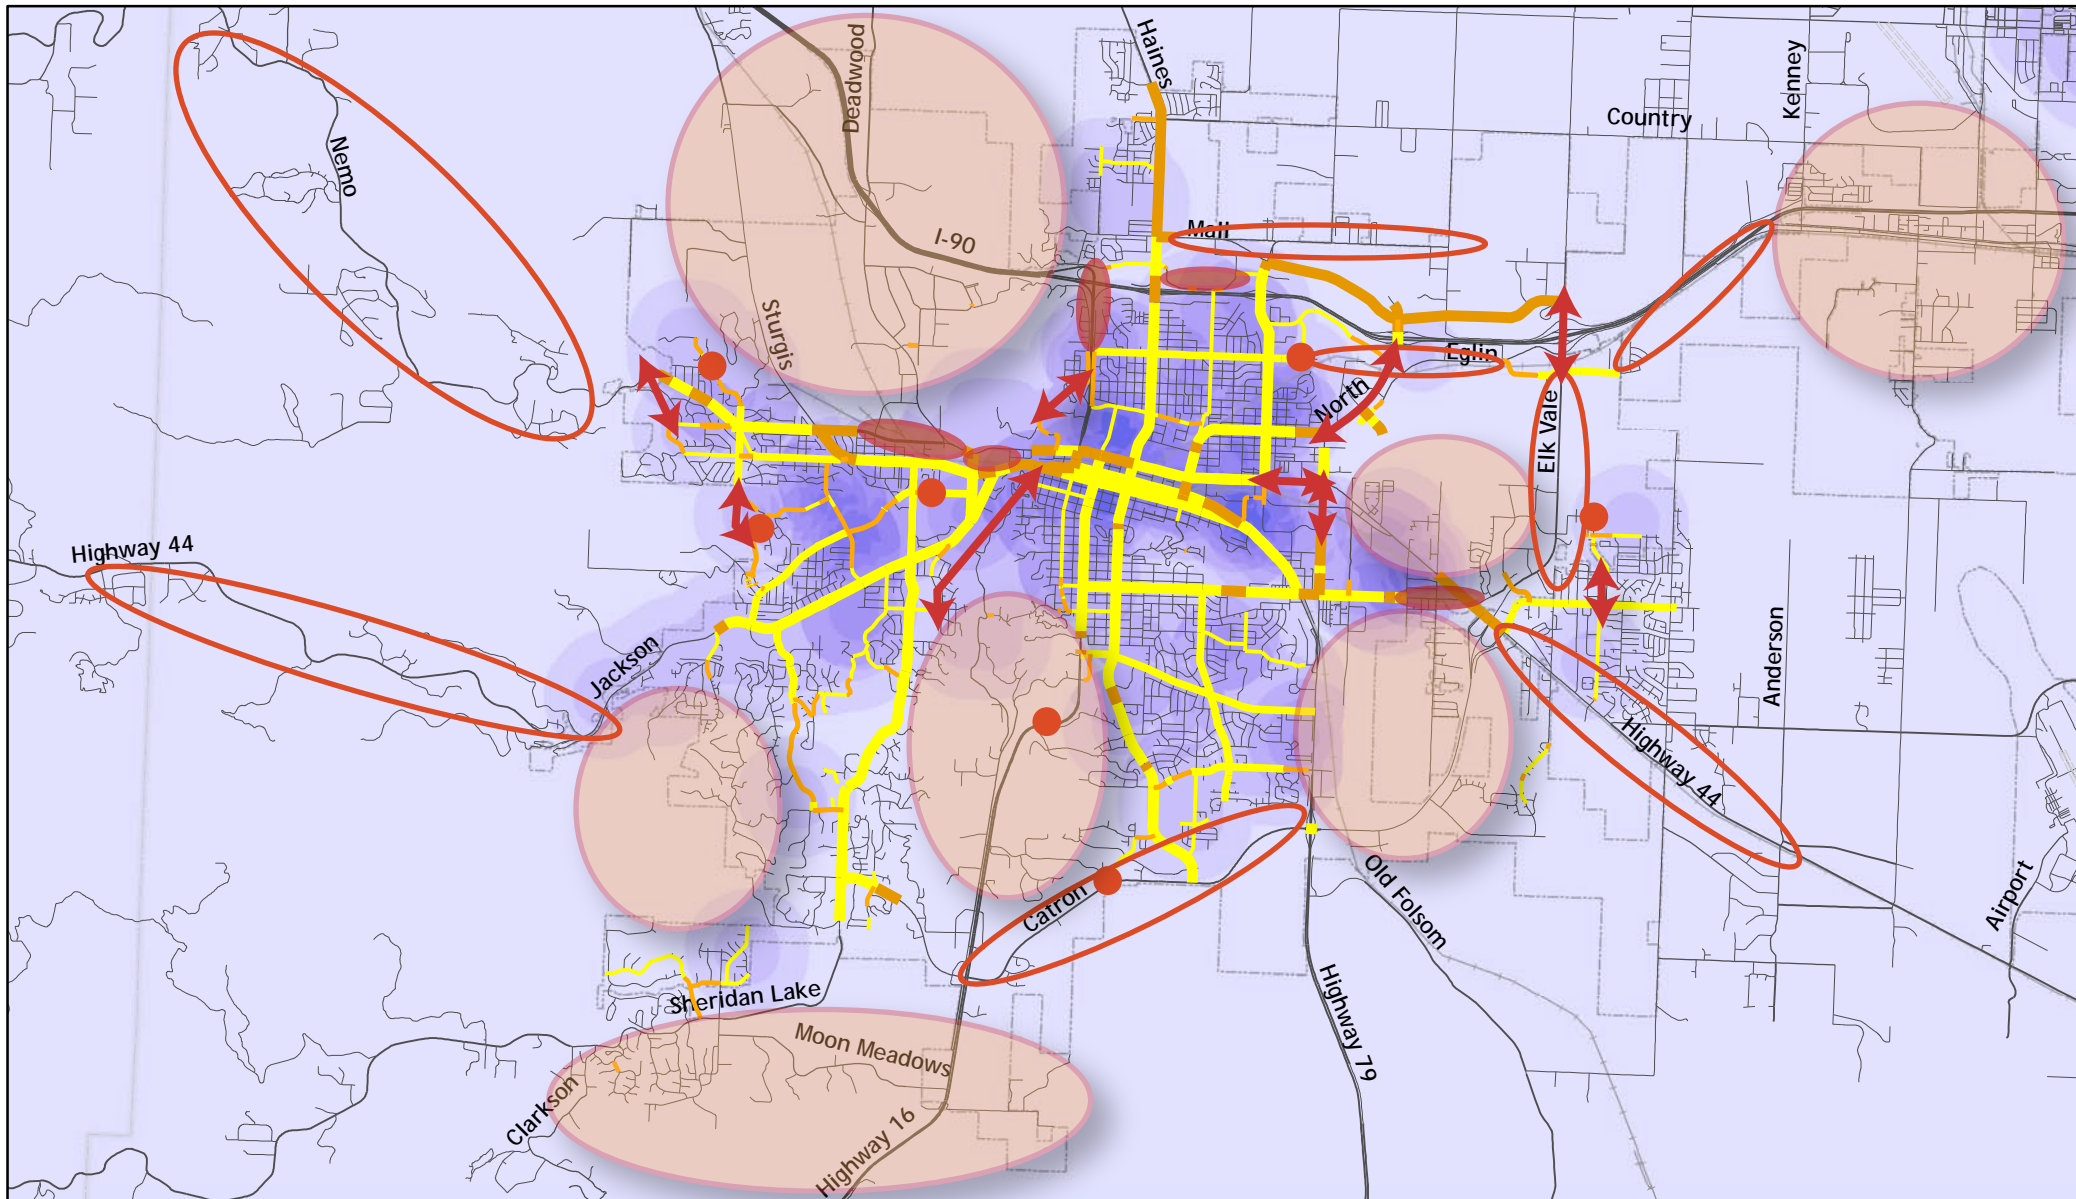 Haines
Deadwood
Kenney
Country
Nemo
Mall
I-90
Sturgis
Eglin
North
Elk Vale
Highway 44
Jackson
Anderson
Highway 44
Old Folsom
Airport
Catron
Sheridan Lake
Highway 79
Moon Meadows
Clarkson
Highway 16